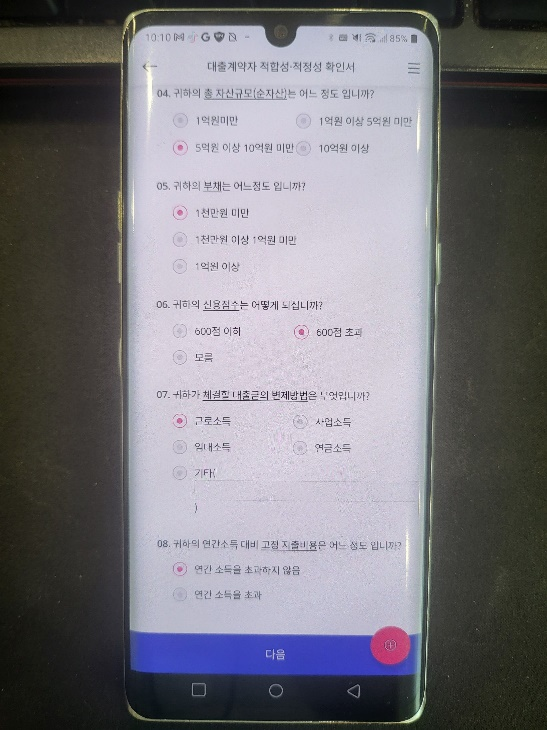 10:10 85%
대출계약자 적합성·적정성 확인서
04. 귀하의 총 자산규모(순자산)는 어느 정도 입니까?
1억원미만 1억원 이상 5억원 미만
5억원 이상 10억원 미만 10억원 이상
05. 귀하의 부채는 어느정도 입니까?
1천만원 미만
1천만원 이상 1억원 미만
1억원 이상
06. 귀하의 신용점수는 어떻게 되십니까?
600점 이하 600점 초과
모름
07. 귀하가 체결할 대출금의 변제방법은 무엇입니까?
근로소득 사업소득
임대소득 연금소득
기타(
)
08. 귀하의 연간소득 대비 고정 지출비용은 어느 정도 입니까?
연간 소득을 초과하지 않음
연간 소득을 초과
다음